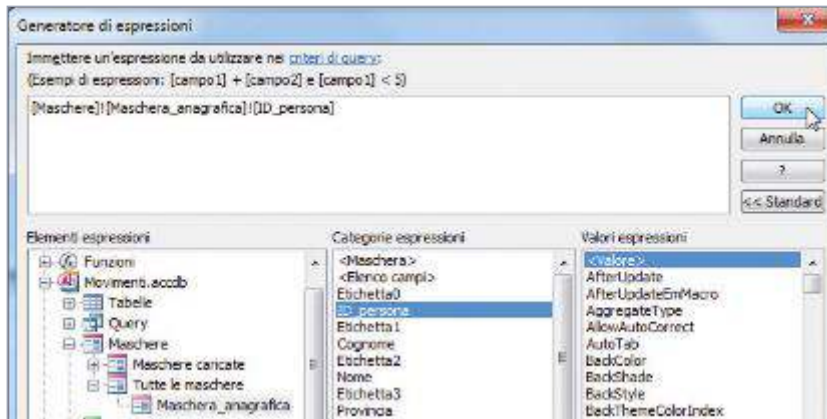 Generatore di espressioni
Immettere un'espressione da utilizzare nei criteri di query:
(Esempi di espressioni: [campo1] + [campo2] e [campo1] < 5)
[Maschere]![Maschera_anagrafica]![ID_persona]
OK
Annulla
?
<< Standard
Elementi espressioni
Funzioni
Movimenti.accdb
Tabelle
Query
Maschere
Maschere caricate
Tutte le maschere
Maschera_anagrafica
Categorie espressioni
<Maschera>
<Elenco campi>
Etichetta0
ID_persona
Etichetta1
Cognome
Etichetta2
Nome
Etichetta3
Provincia
Valori espressioni
<Valore>
AfterUpdate
AfterUpdateEmMacro
AggregateType
AllowAutoCorrect
AutoTab
BackColor
BackShade
BackStyle
BackThemeColorIndex